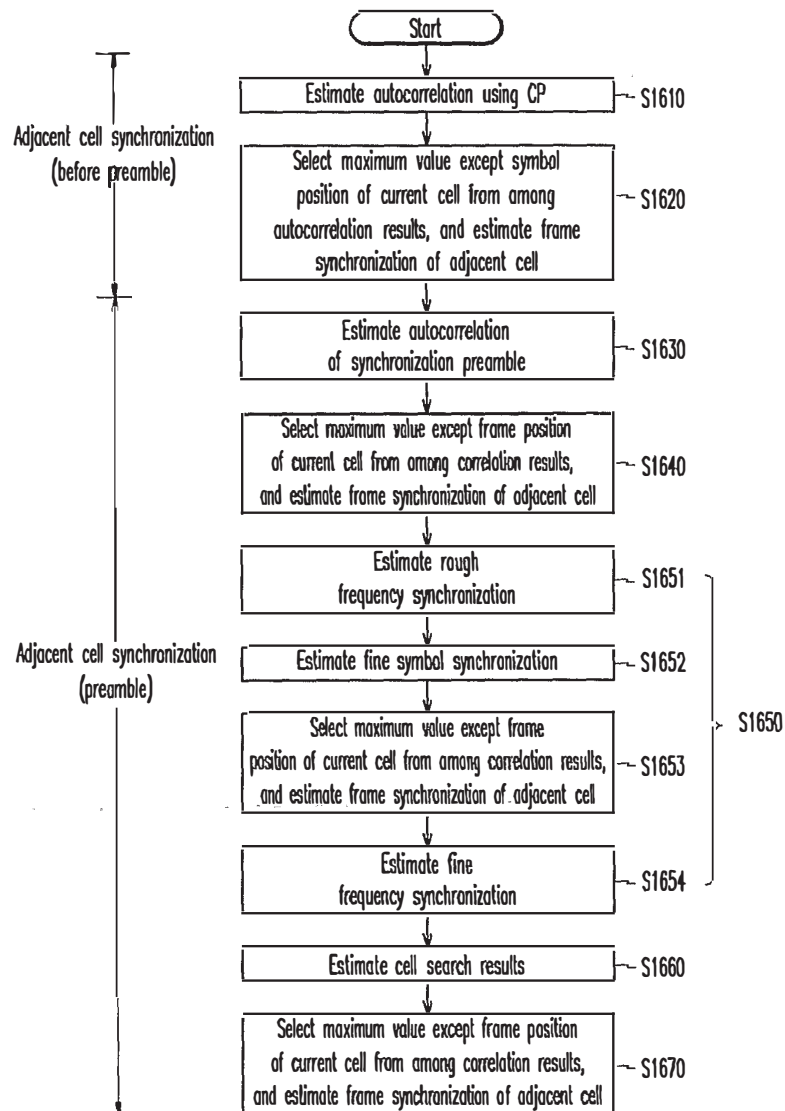 Start
Estimate autocorrelation using CP
S1610
Adjacent cell synchronization
(before preamble)
Select maximum value except symbol
position of current cell from among
autocorrelation results, and estimate frame
synchronization of adjacent cell
S1620
Estimate autocorrelation
of synchronization preamble
S1630
Select maximum value except frame position
of current cell from among correlation results,
and estimate frame synchronization of adjacent cell
S1640
Estimate rough
frequency synchronization
S1651
Adjacent cell synchronization
(preamble)
Estimate fine symbol synchronization
S1652
Select maximum value except frame
position of current cell from among correlation results,
and estimate frame synchronization of adjacent cell
S1653
S1650
Estimate fine
frequency synchronization
S1654
Estimate cell search results
S1660
Select maximum value except frame position
of current cell from among correlation results,
and estimate frame synchronization of adjacent cell
S1670